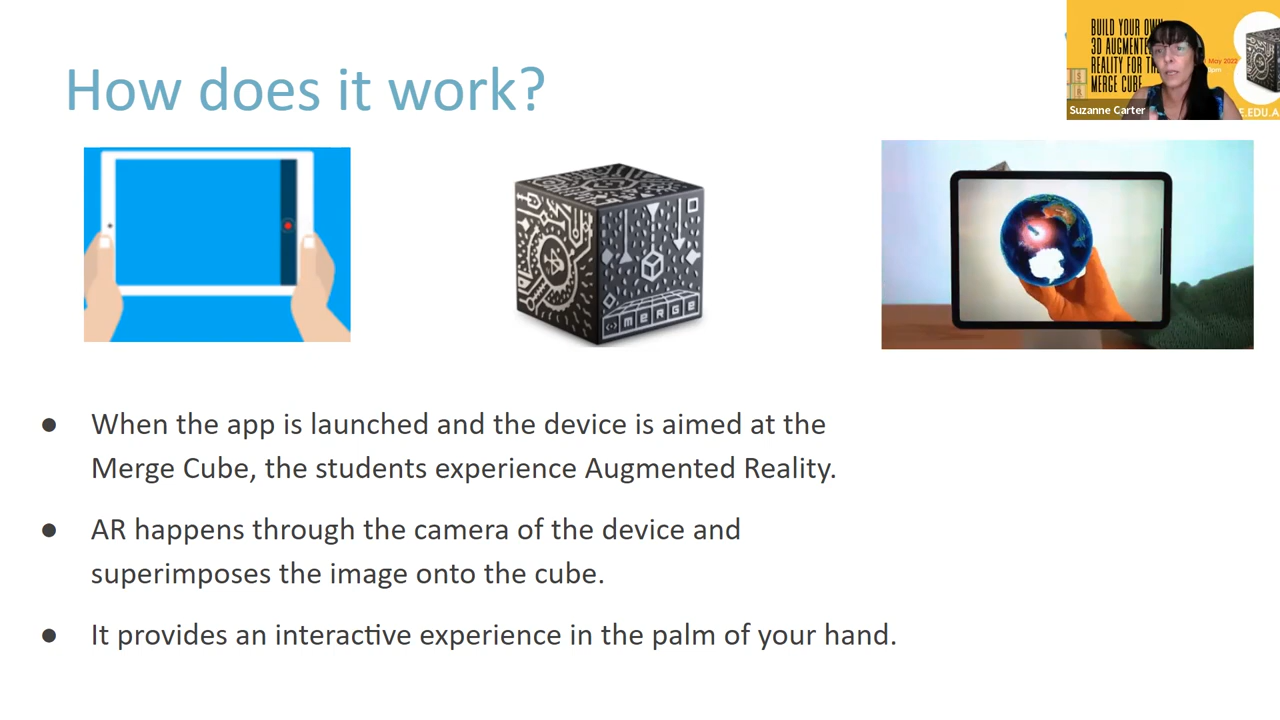 How does it work?
BUILD YOUR OWN
3D AUGMENTE
REALITY FOR TH
MERGE CUBE
May 2022
Suzanne Carter
.EDU.A
MERGE
● When the app is launched and the device is aimed at the
Merge Cube, the students experience Augmented Reality.
● AR happens through the camera of the device and
superimposes the image onto the cube.
● It provides an interactive experience in the palm of your hand.